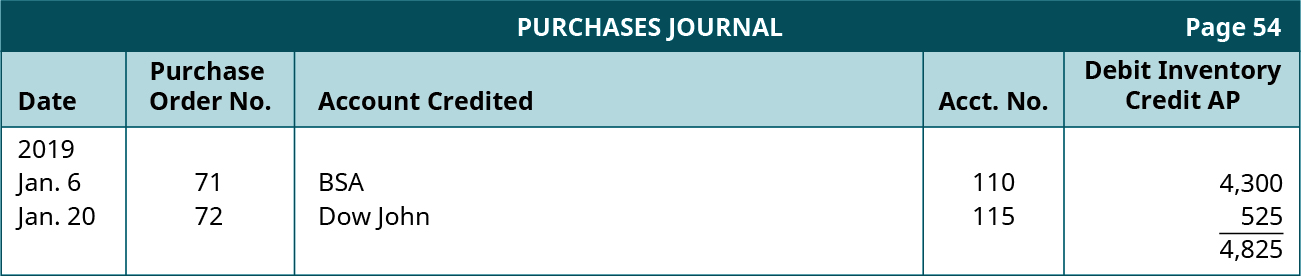 PURCHASES JOURNAL Page 54
Date Purchase Order No. Account Credited Acct. No. Debit Inventory Credit AP
2019
Jan. 6 71 BSA 110 4,300
Jan. 20 72 Dow John 115 525
4,825